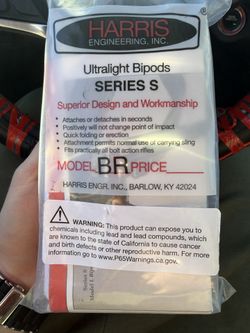 HARRIS
ENGINEERING, INC.
Ultralight Bipods
SERIES S
Superior Design and Workmanship
• Attaches or detaches in seconds
• Positively will not change point of impact
• Quick folding or erection
• Attachment permits normal use of carrying sling
• Fits practically all bolt action rifles
MODEL BR PRICE
HARRIS ENGR. INC., BARLOW, KY 42024
WARNING: This product can expose you to
chemicals including lead and lead compounds, which
are known to the state of California to cause cancer
and birth defects or other reproductive harm. For more
information go to www.P65Warnings.ca.gov.